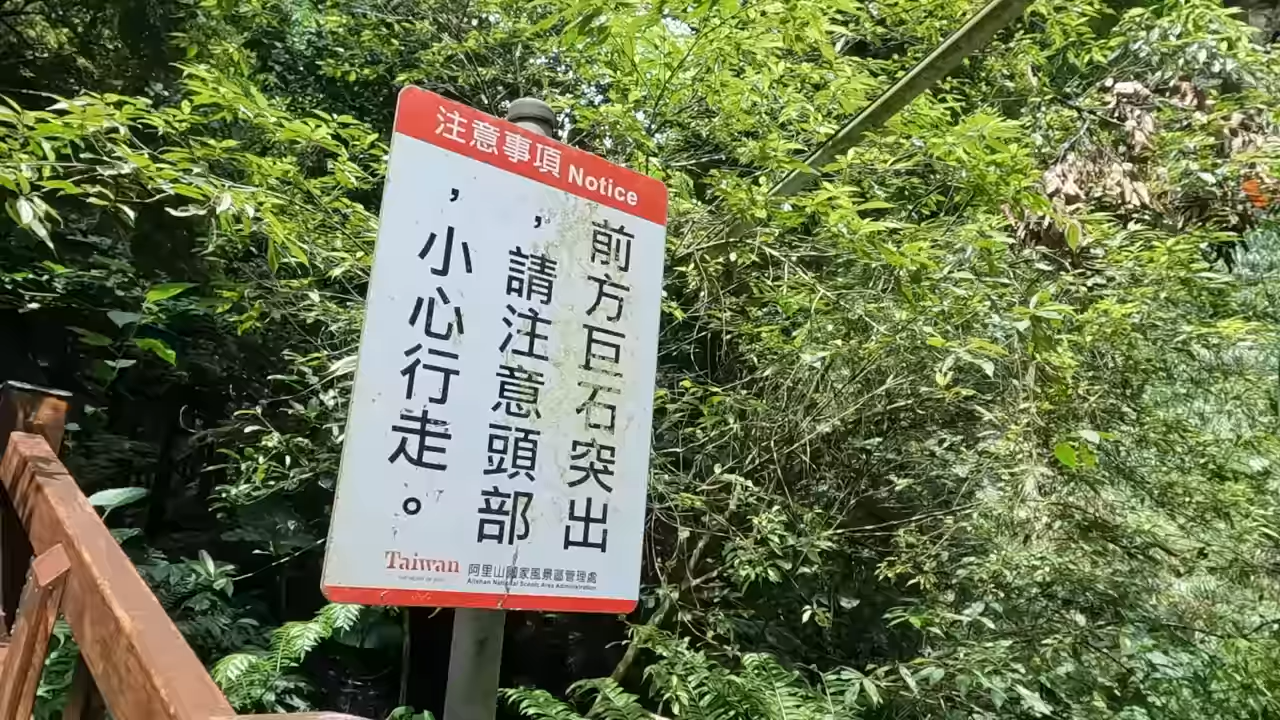 注意事項 Notice
前方巨石突出
，請注意頭部
，小心行走。
Taiwan
阿里山國家風景區管理處
Alishan National Scenic Area Administration